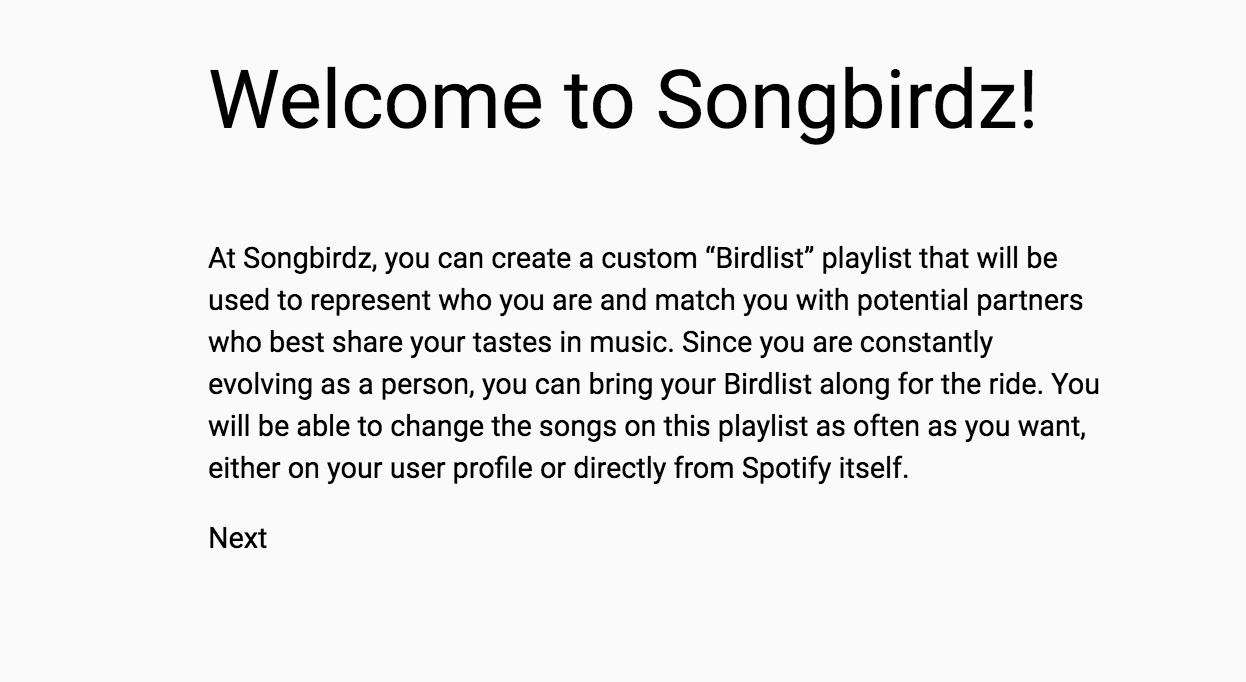 Welcome to Songbirdz!
At Songbirdz, you can create a custom “Birdlist” playlist that will be
used to represent who you are and match you with potential partners
who best share your tastes in music. Since you are constantly
evolving as a person, you can bring your Birdlist along for the ride. You
will be able to change the songs on this playlist as often as you want,
either on your user profile or directly from Spotify itself.
Next